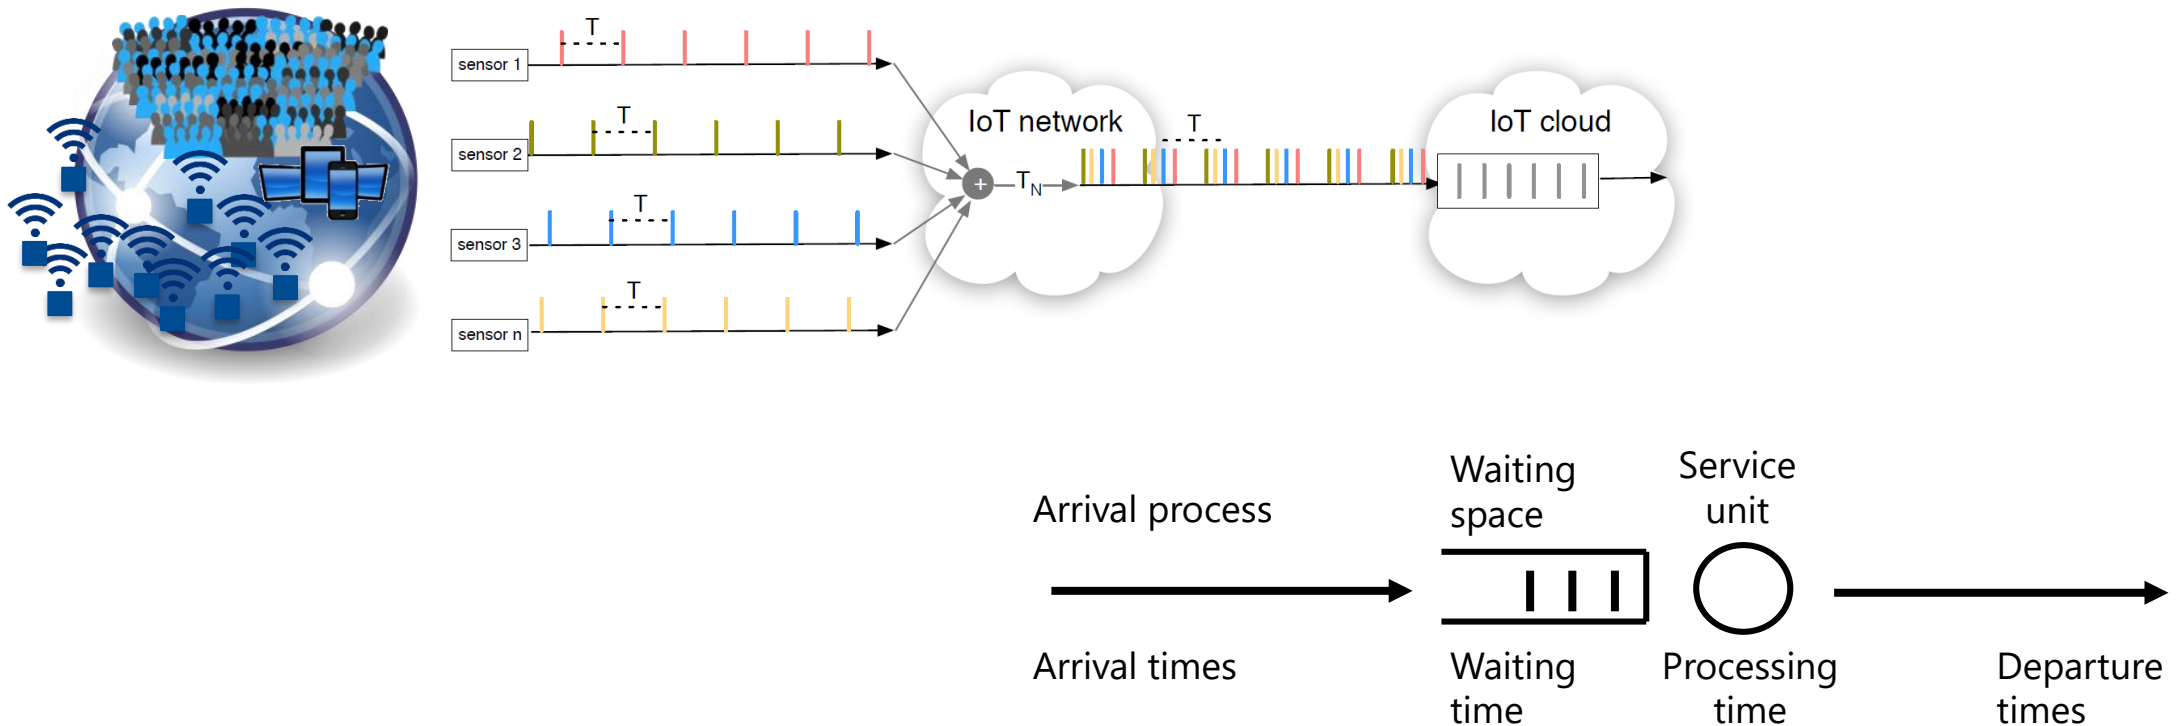 T
sensor 1
T
sensor 2
T
sensor 3
T
sensor n
IoT network
+
T_N
T
IoT cloud
Arrival process
Waiting
space
Service
unit
Arrival times
Waiting
time
Processing
time
Departure
times